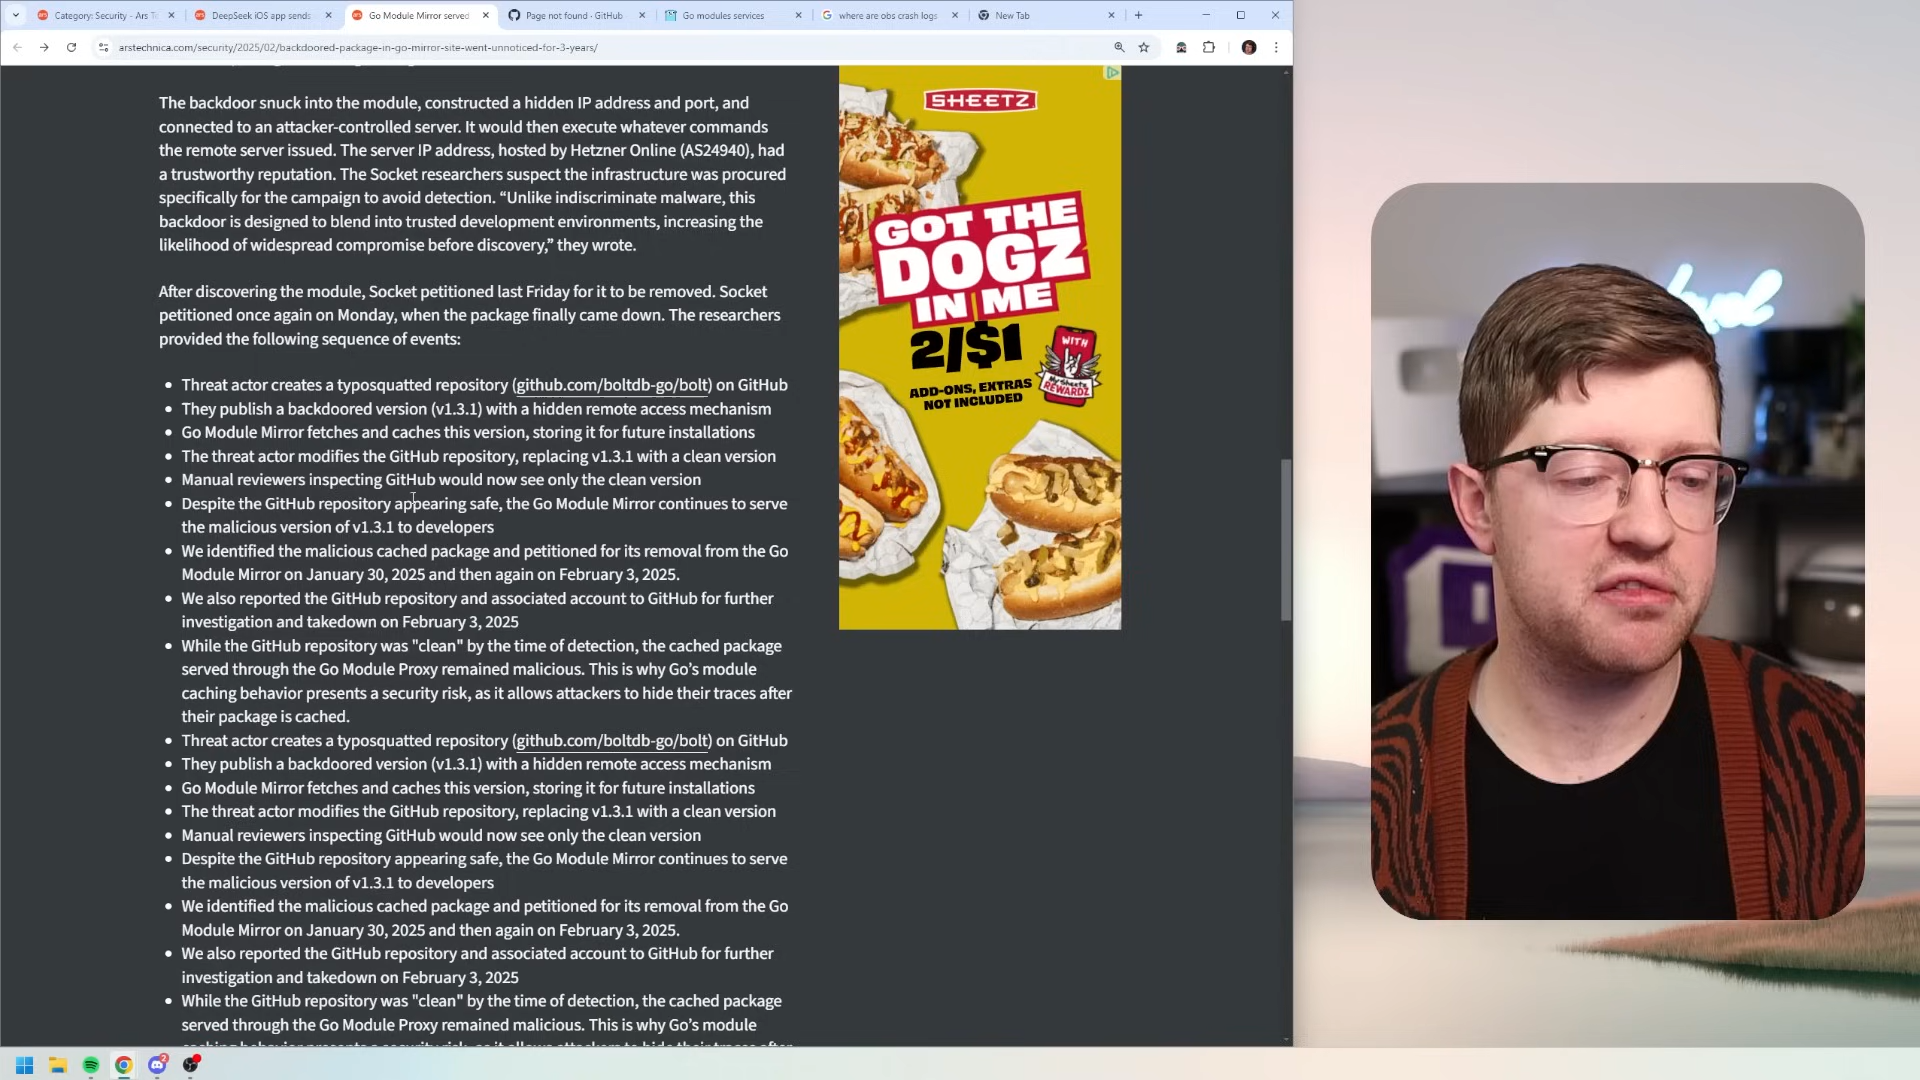 Category: Security - Ars T
DeepSeek iOS app sends
Go Module Mirror served
Page not found · GitHub
Go modules services
where are obs crash logs
New Tab
arstechnica.com/security/2025/02/backdoored-package-in-go-mirror-site-went-unnoticed-for-3-years/
The backdoor snuck into the module, constructed a hidden IP address and port, and
connected to an attacker-controlled server. It would then execute whatever commands
the remote server issued. The server IP address, hosted by Hetzner Online (AS24940), had
a trustworthy reputation. The Socket researchers suspect the infrastructure was procured
specifically for the campaign to avoid detection. “Unlike indiscriminate malware, this
backdoor is designed to blend into trusted development environments, increasing the
likelihood of widespread compromise before discovery,” they wrote.
After discovering the module, Socket petitioned last Friday for it to be removed. Socket
petitioned once again on Monday, when the package finally came down. The researchers
provided the following sequence of events:
• Threat actor creates a typosquatted repository (github.com/boltdb-go/bolt) on GitHub
• They publish a backdoored version (v1.3.1) with a hidden remote access mechanism
• Go Module Mirror fetches and caches this version, storing it for future installations
• The threat actor modifies the GitHub repository, replacing v1.3.1 with a clean version
• Manual reviewers inspecting GitHub would now see only the clean version
• Despite the GitHub repository appearing safe, the Go Module Mirror continues to serve
the malicious version of v1.3.1 to developers
• We identified the malicious cached package and petitioned for its removal from the Go
Module Mirror on January 30, 2025 and then again on February 3, 2025.
• We also reported the GitHub repository and associated account to GitHub for further
investigation and takedown on February 3, 2025
• While the GitHub repository was "clean" by the time of detection, the cached package
served through the Go Module Proxy remained malicious. This is why Go’s module
caching behavior presents a security risk, as it allows attackers to hide their traces after
their package is cached.
• Threat actor creates a typosquatted repository (github.com/boltdb-go/bolt) on GitHub
• They publish a backdoored version (v1.3.1) with a hidden remote access mechanism
• Go Module Mirror fetches and caches this version, storing it for future installations
• The threat actor modifies the GitHub repository, replacing v1.3.1 with a clean version
• Manual reviewers inspecting GitHub would now see only the clean version
• Despite the GitHub repository appearing safe, the Go Module Mirror continues to serve
the malicious version of v1.3.1 to developers
• We identified the malicious cached package and petitioned for its removal from the Go
Module Mirror on January 30, 2025 and then again on February 3, 2025.
• We also reported the GitHub repository and associated account to GitHub for further
investigation and takedown on February 3, 2025
• While the GitHub repository was "clean" by the time of detection, the cached package
served through the Go Module Proxy remained malicious. This is why Go’s module
caching behavior presents a security risk, as it allows attackers to hide their traces after
SHEETZ
GOT THE
DOGZ
IN ME
2/$1
ADD-ONS, EXTRAS
NOT INCLUDED
WITH
My Sheetz
REWARDZ
2